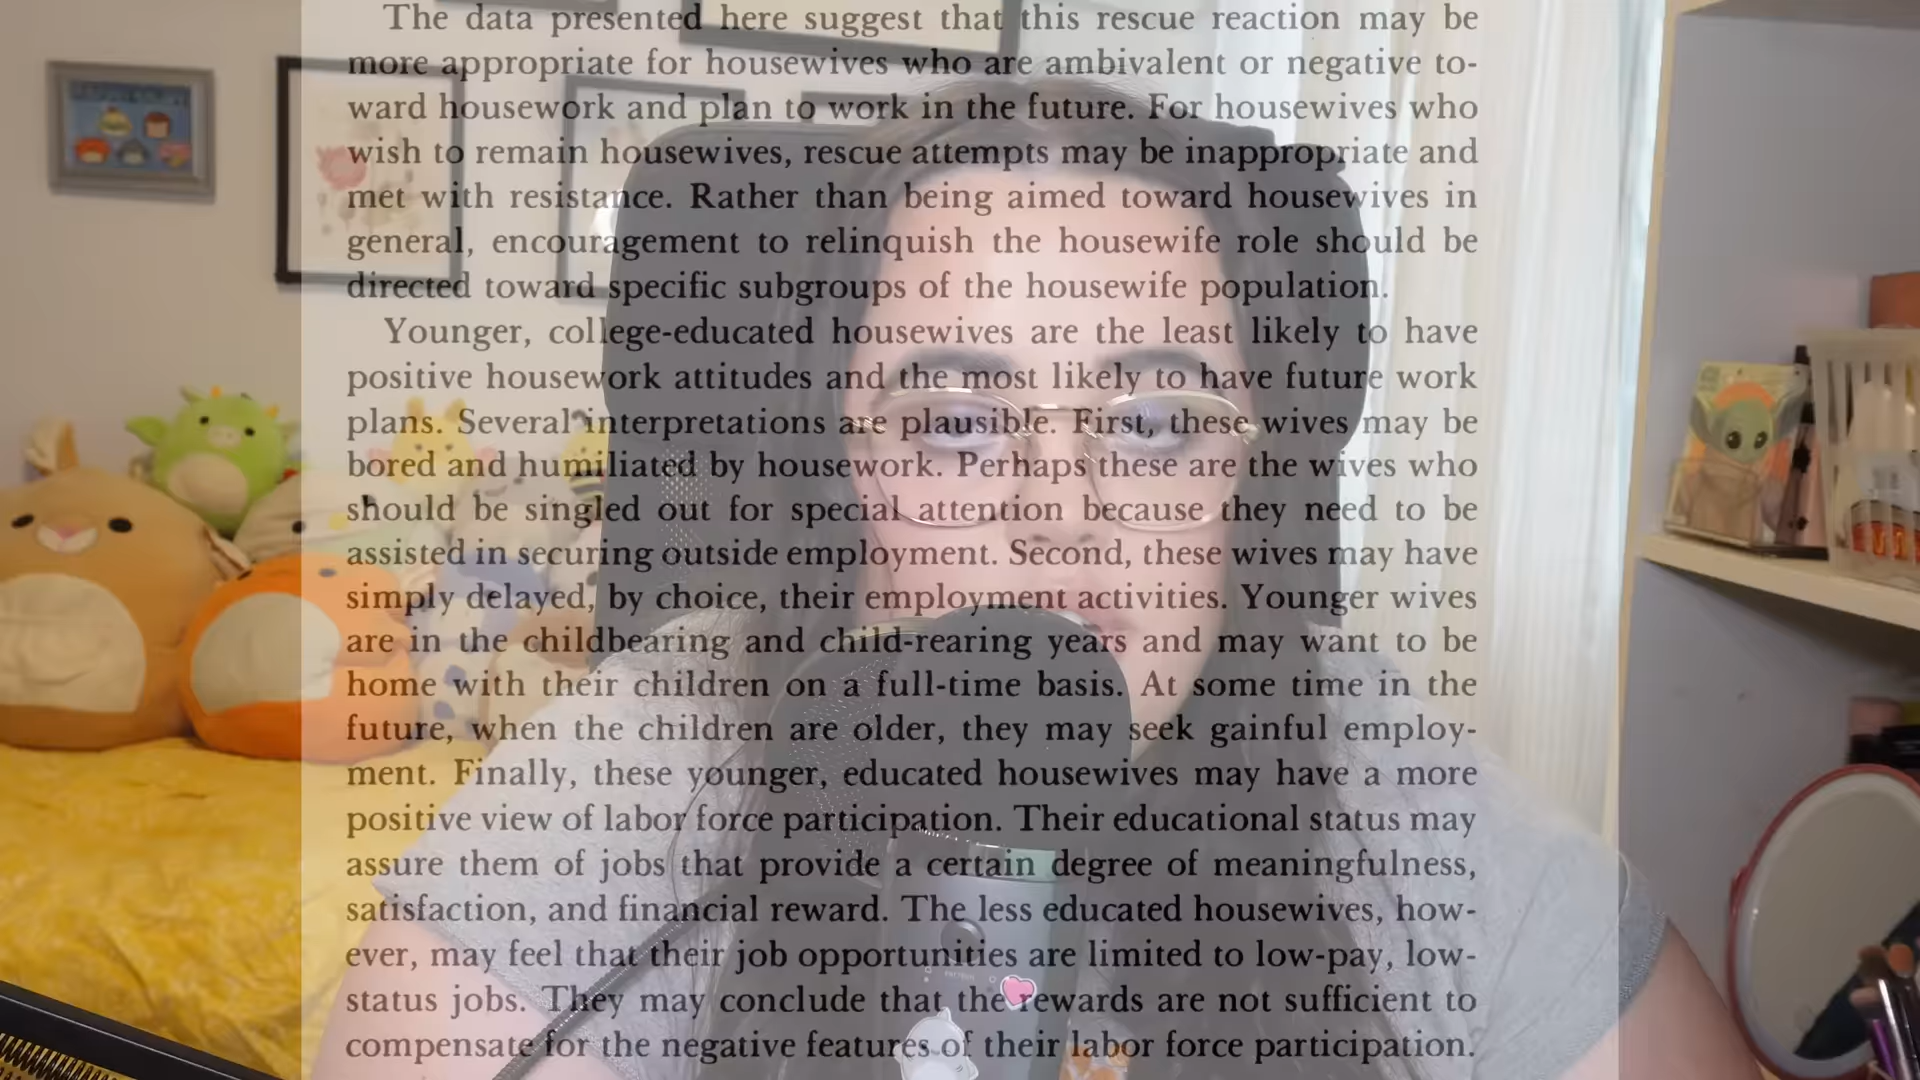 The data presented here suggest that this rescue reaction may be
more appropriate for housewives who are ambivalent or negative to-
ward housework and plan to work in the future. For housewives who
wish to remain housewives, rescue attempts may be inappropriate and
met with resistance. Rather than being aimed toward housewives in
general, encouragement to relinquish the housewife role should be
directed toward specific subgroups of the housewife population.
Younger, college-educated housewives are the least likely to have
positive housework attitudes and the most likely to have future work
plans. Several interpretations are plausible. First, these wives may be
bored and humiliated by housework. Perhaps these are the wives who
should be singled out for special attention because they need to be
assisted in securing outside employment. Second, these wives may have
simply delayed, by choice, their employment activities. Younger wives
are in the childbearing and child-rearing years and may want to be
home with their children on a full-time basis. At some time in the
future, when the children are older, they may seek gainful employ-
ment. Finally, these younger, educated housewives may have a more
positive view of labor force participation. Their educational status may
assure them of jobs that provide a certain degree of meaningfulness,
satisfaction, and financial reward. The less educated housewives, how-
ever, may feel that their job opportunities are limited to low-pay, low-
status jobs. They may conclude that the rewards are not sufficient to
compensate for the negative features of their labor force participation.